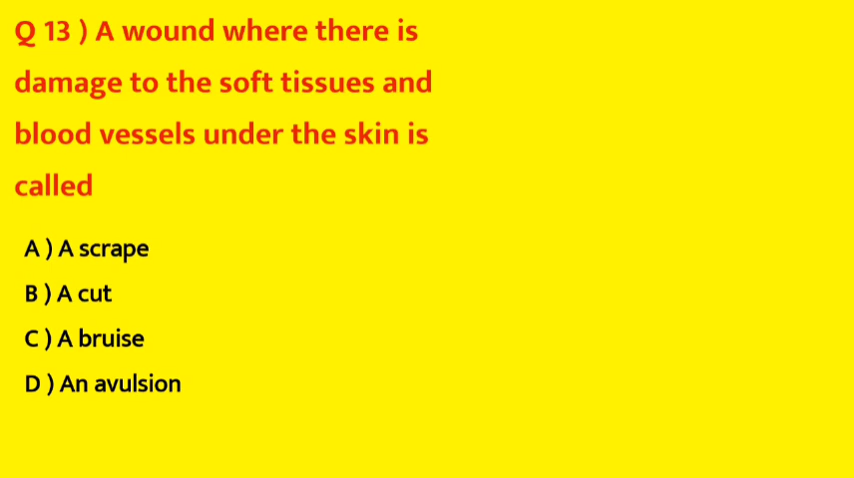 Q 13 ) A wound where there is
damage to the soft tissues and
blood vessels under the skin is
called
A ) A scrape
B ) A cut
C ) A bruise
D ) An avulsion